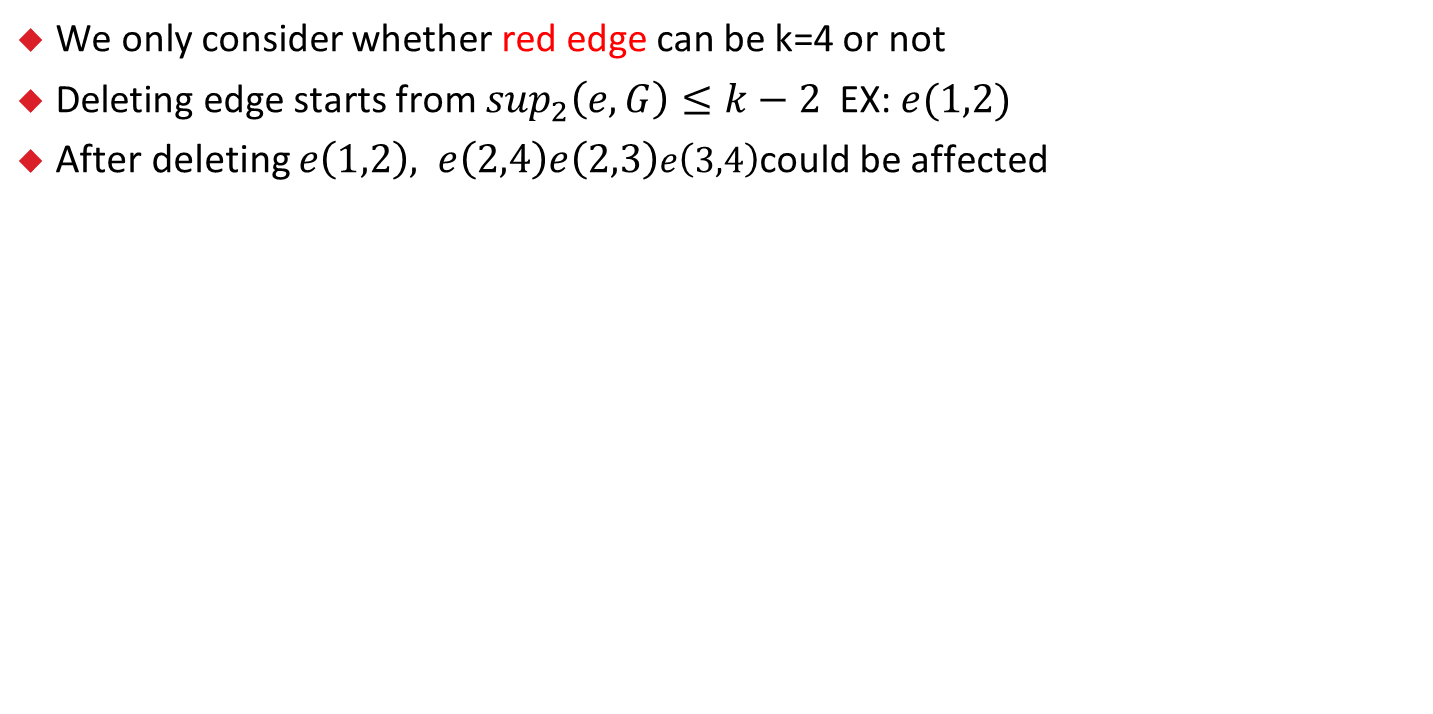 We only consider whether red edge can be k=4 or not
Deleting edge starts from sup₂(e, G) ≤ k − 2 EX: e(1,2)
After deleting e(1,2), e(2,4)e(2,3)e(3,4)could be affected